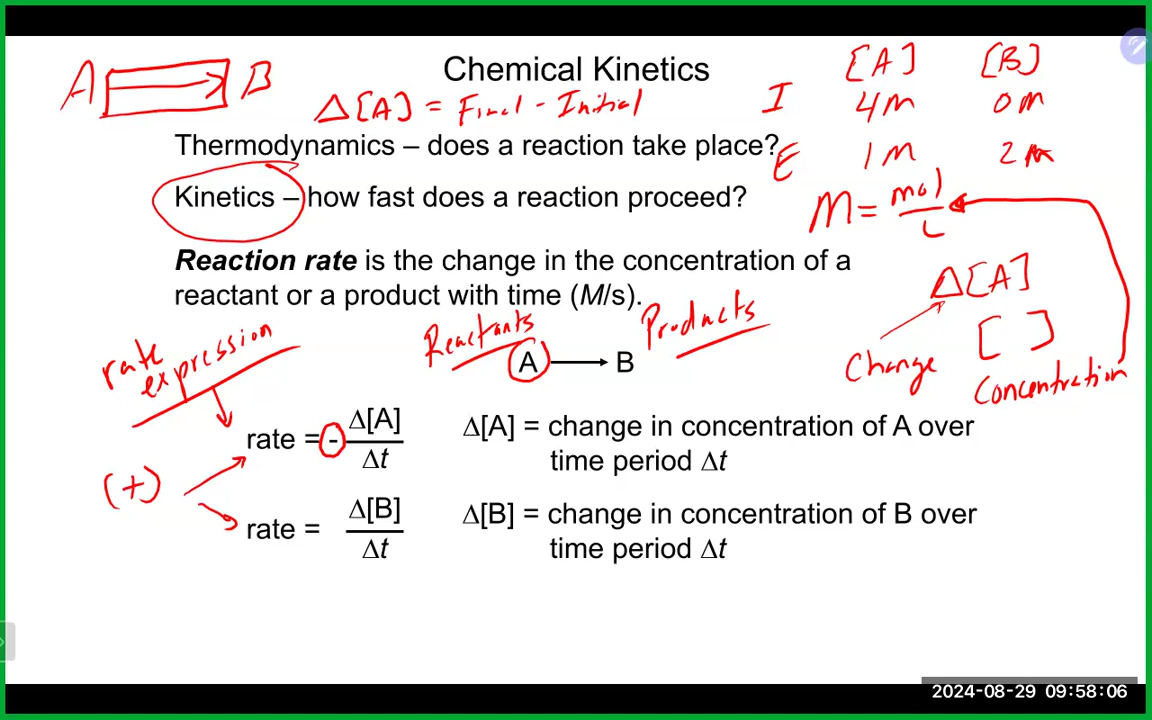 Chemical Kinetics
A → B
Δ[A] = Final - Initial
[A] [B]
I 4M 0M
E 1M 2M
Thermodynamics – does a reaction take place?
Kinetics – how fast does a reaction proceed?
M = mol/L
Reaction rate is the change in the concentration of a
reactant or a product with time (M/s).
Δ[A]
[ ]
Change
Concentration
Reactants
Products
A → B
rate
expression
rate = - Δ[A]/Δt
Δ[A] = change in concentration of A over
time period Δt
(+)
rate = Δ[B]/Δt
Δ[B] = change in concentration of B over
time period Δt
2024-08-29 09:58:06